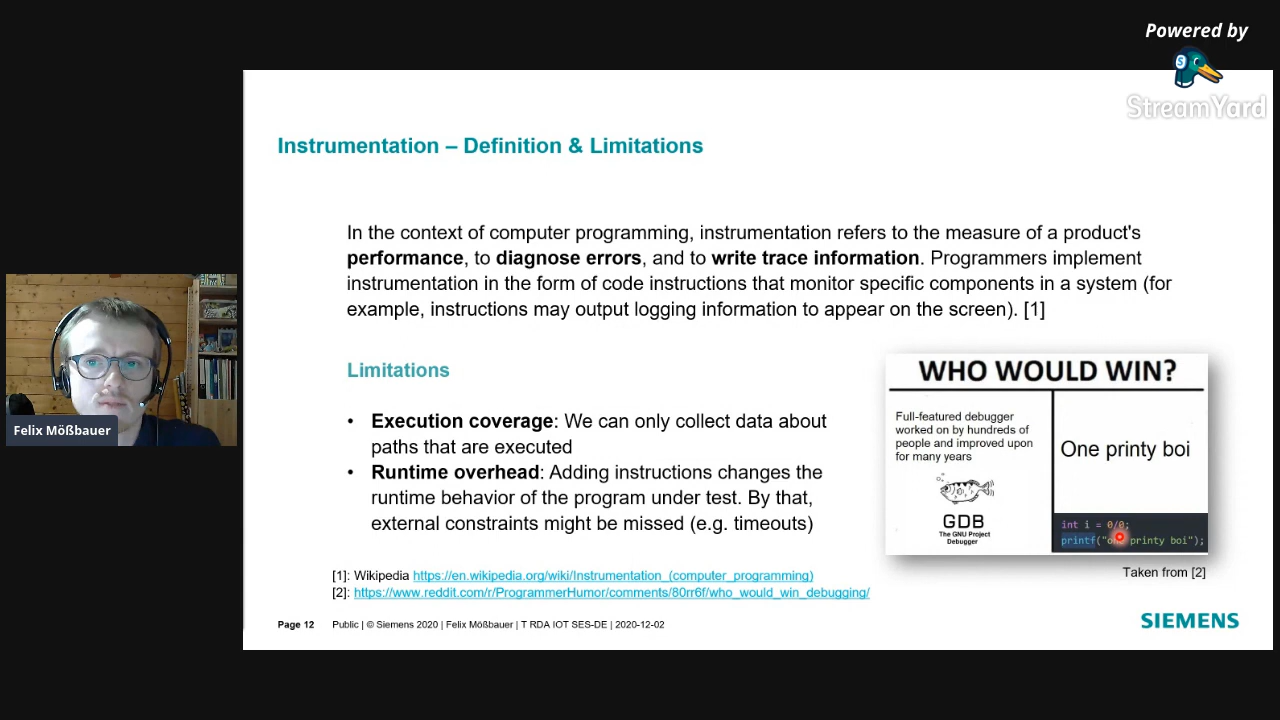 Powered by
StreamYard
Instrumentation – Definition & Limitations
In the context of computer programming, instrumentation refers to the measure of a product's
performance, to diagnose errors, and to write trace information. Programmers implement
instrumentation in the form of code instructions that monitor specific components in a system (for
example, instructions may output logging information to appear on the screen). [1]
Limitations
• Execution coverage: We can only collect data about
paths that are executed
• Runtime overhead: Adding instructions changes the
runtime behavior of the program under test. By that,
external constraints might be missed (e.g. timeouts)
WHO WOULD WIN?
Full-featured debugger
worked on by hundreds of
people and improved upon
for many years
GDB
The GNU Project
Debugger
One printy boi
int i = 0/0;
printf("one printy boi");
Taken from [2]
[1]: Wikipedia https://en.wikipedia.org/wiki/Instrumentation_(computer_programming)
[2]: https://www.reddit.com/r/ProgrammerHumor/comments/80rr6f/who_would_win_debugging/
Page 12 Public | © Siemens 2020 | Felix Mößbauer | T RDA IOT SES-DE | 2020-12-02
SIEMENS
Felix Mößbauer